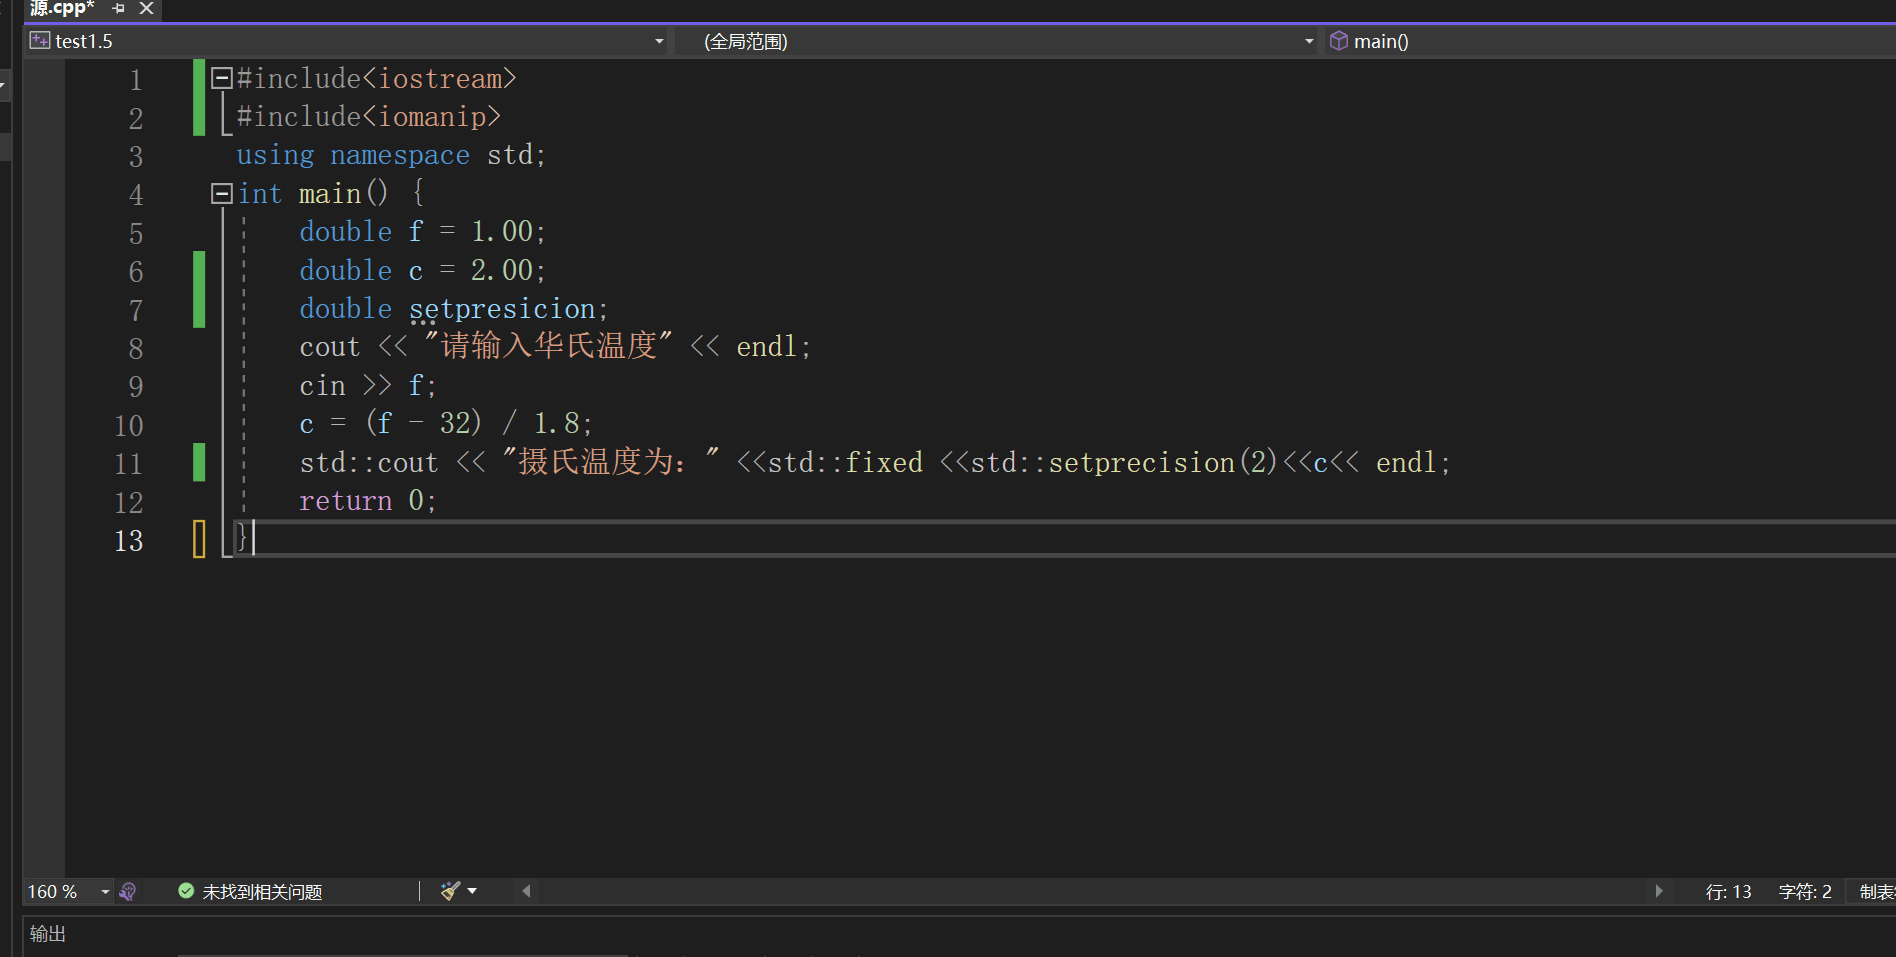 源.cpp*
test1.5 (全局范围) main()
1 #include<iostream>
2 #include<iomanip>
3 using namespace std;
4 int main() {
5 double f = 1.00;
6 double c = 2.00;
7 double setpresicion;
8 cout << "请输入华氏温度" << endl;
9 cin >> f;
10 c = (f - 32) / 1.8;
11 std::cout << "摄氏温度为：" <<std::fixed <<std::setprecision(2)<<c<< endl;
12 return 0;
13 }
160 % 未找到相关问题 行: 13 字符: 2 制表
输出